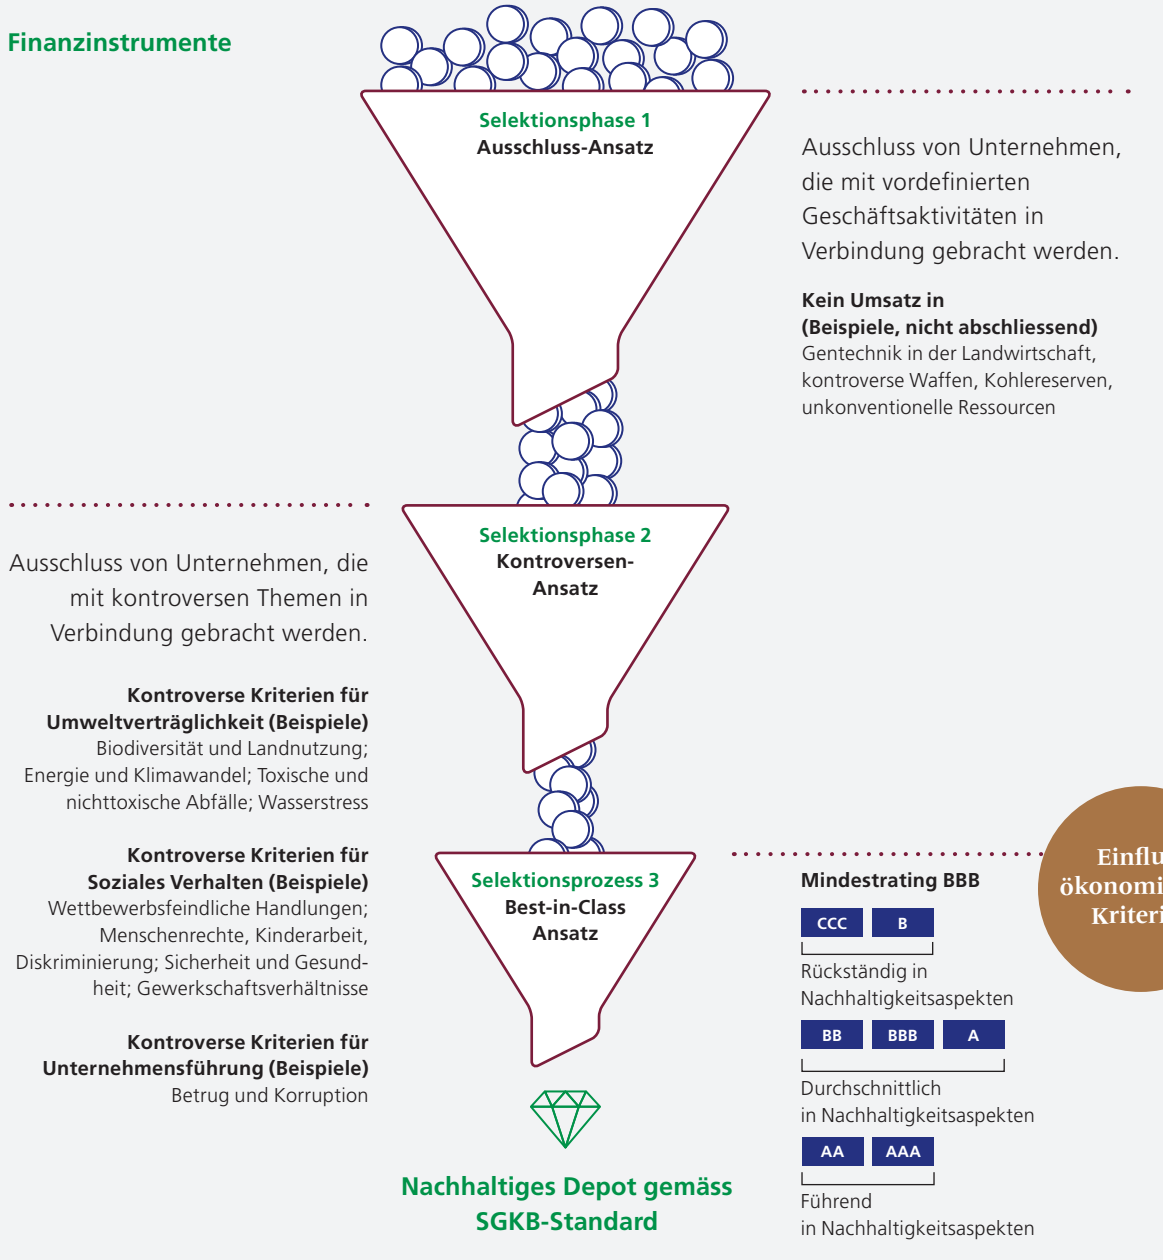 Finanzinstrumente
Selektionsphase 1
Ausschluss-Ansatz
Ausschluss von Unternehmen,
die mit vordefinierten
Geschäftsaktivitäten in
Verbindung gebracht werden.
Kein Umsatz in
(Beispiele, nicht abschliessend)
Gentechnik in der Landwirtschaft,
kontroverse Waffen, Kohlereserven,
unkonventionelle Ressourcen
Selektionsphase 2
Kontroversen-
Ansatz
Ausschluss von Unternehmen, die
mit kontroversen Themen in
Verbindung gebracht werden.
Kontroverse Kriterien für
Umweltverträglichkeit (Beispiele)
Biodiversität und Landnutzung;
Energie und Klimawandel; Toxische und
nichttoxische Abfälle; Wasserstress
Kontroverse Kriterien für
Soziales Verhalten (Beispiele)
Wettbewerbsfeindliche Handlungen;
Menschenrechte, Kinderarbeit,
Diskriminierung; Sicherheit und Gesund-
heit; Gewerkschaftsverhältnisse
Kontroverse Kriterien für
Unternehmensführung (Beispiele)
Betrug und Korruption
Selektionsprozess 3
Best-in-Class
Ansatz
Mindestrating BBB
CCC B
Rückständig in
Nachhaltigkeitsaspekten
BB BBB A
Durchschnittlich
in Nachhaltigkeitsaspekten
AA AAA
Führend
in Nachhaltigkeitsaspekten
Nachhaltiges Depot gemäss
SGKB-Standard